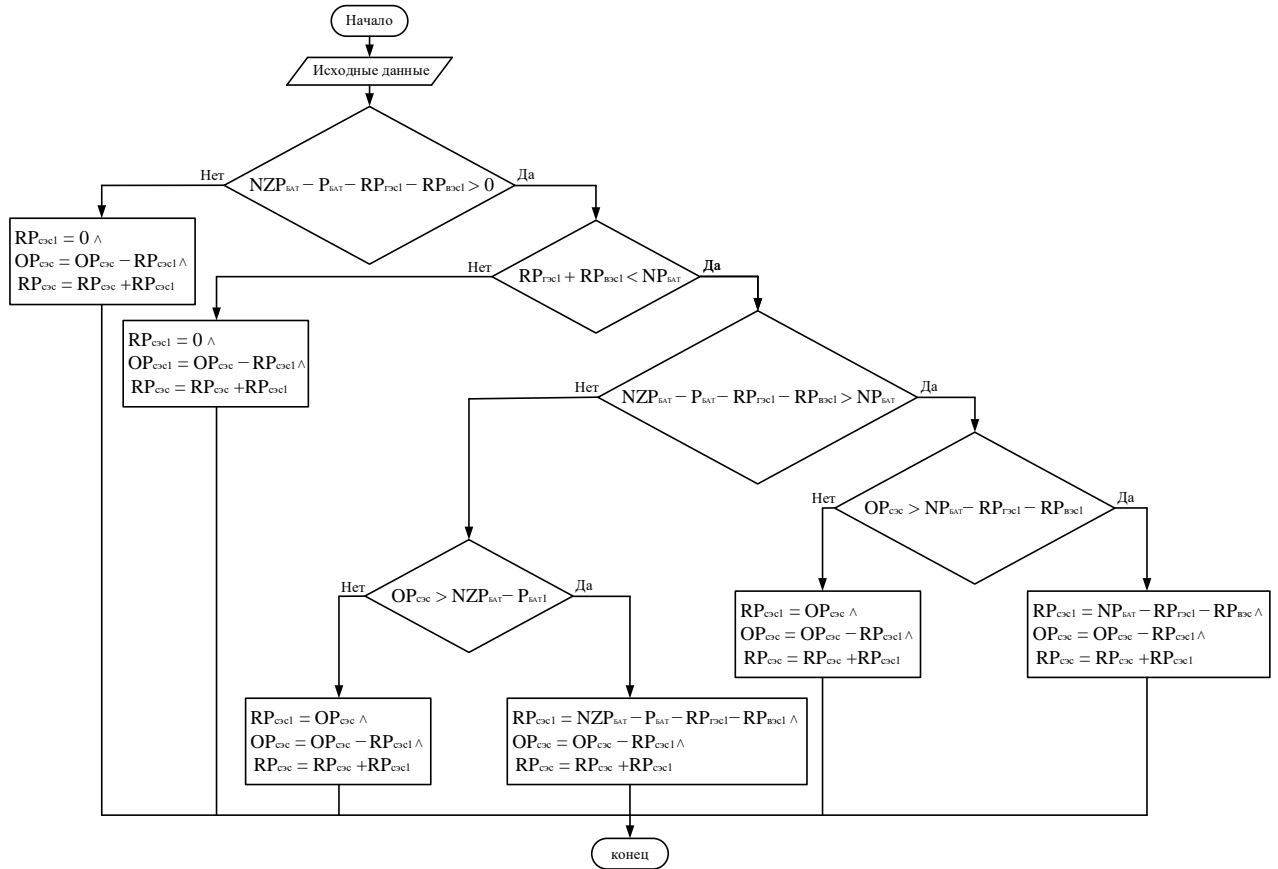 Начало
Исходные данные
Нет
NZPБАТ − PБАТ − RPгэс1 − RPвэс1 > 0
Да
RPсэс1 = 0 ^
OPсэс = OPсэс − RPсэс1 ^
RPсэс = RPсэс + RPсэс1
Нет
RPгэс1 + RPвэс1 < NPБАТ
Да
RPсэс1 = 0 ^
OPсэс1 = OPсэс − RPсэс1 ^
RPсэс = RPсэс + RPсэс1
Нет
NZPБАТ − PБАТ − RPгэс1 − RPвэс1 > NPБАТ
Да
Нет
OPсэс > NPБАТ − RPгэс1 − RPвэс1
Да
Нет
OPсэс > NZPБАТ − PБАТ1
Да
RPсэс1 = OPсэс ^
OPсэс = OPсэс − RPсэс1 ^
RPсэс = RPсэс + RPсэс1
RPсэс1 = NPБАТ − RPгэс1 − RPвэс ^
OPсэс = OPсэс − RPсэс1 ^
RPсэс = RPсэс + RPсэс1
RPсэс1 = OPсэс ^
OPсэс = OPсэс − RPсэс1 ^
RPсэс = RPсэс + RPсэс1
RPсэс1 = NZPБАТ − PБАТ − RPгэс1 − RPвэс1 ^
OPсэс = OPсэс − RPсэс1 ^
RPсэс = RPсэс + RPсэс1
конец